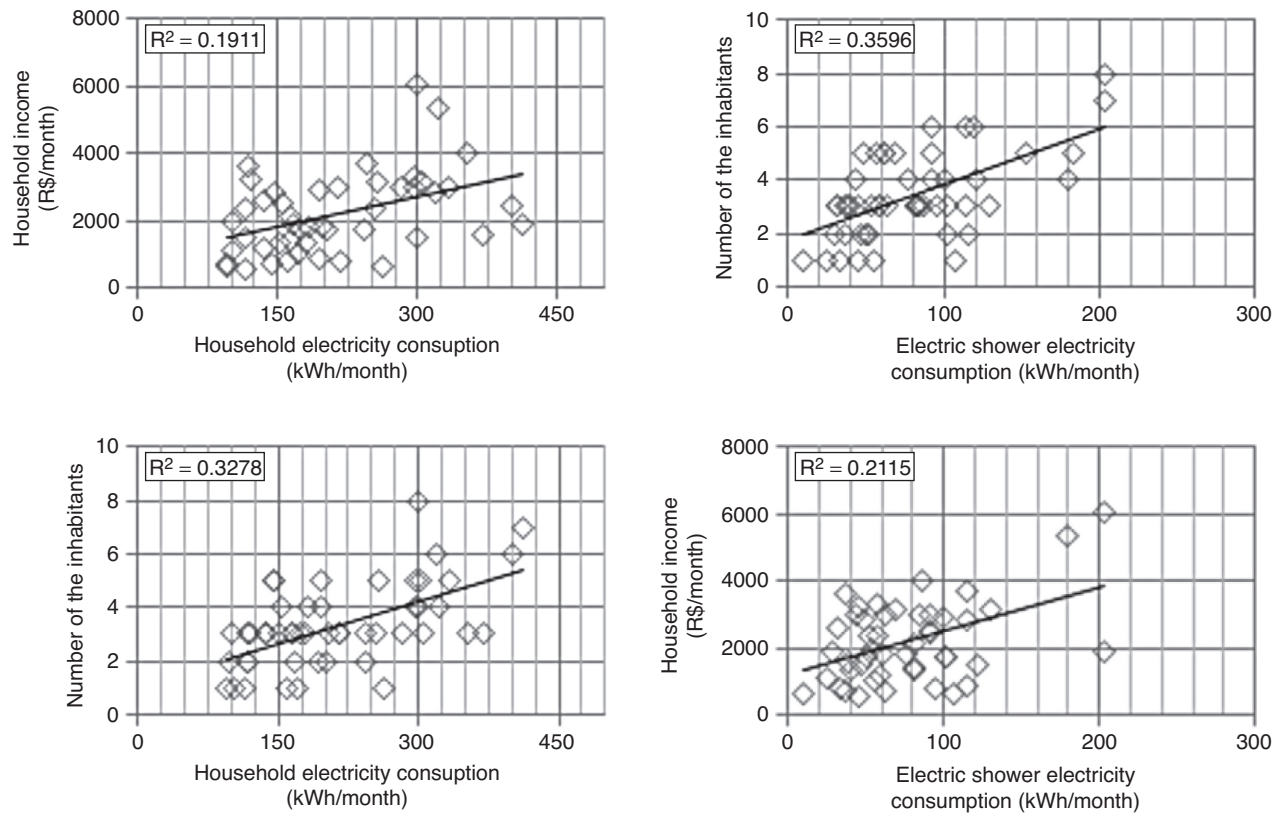 R² = 0.1911
Household income
(R$/month)
8000
6000
4000
2000
0
0 150 300 450
Household electricity consuption
(kWh/month)
R² = 0.3596
Number of the inhabitants
10
8
6
4
2
0
0 100 200 300
Electric shower electricity
consumption (kWh/month)
R² = 0.3278
Number of the inhabitants
10
8
6
4
2
0
0 150 300 450
Household electricity consuption
(kWh/month)
R² = 0.2115
Household income
(R$/month)
8000
6000
4000
2000
0
0 100 200 300
Electric shower electricity
consumption (kWh/month)